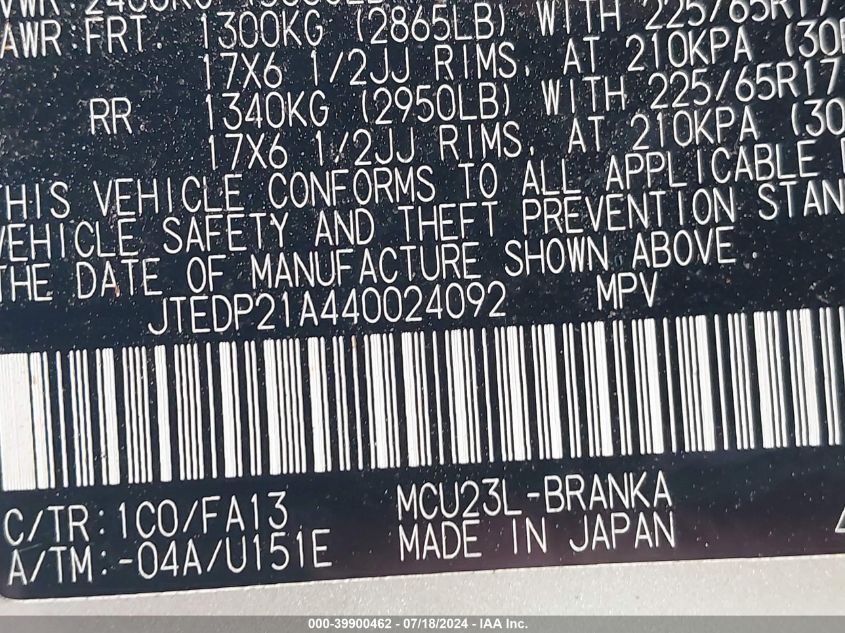 AWR:FRT. 1300KG (2865LB) WITH 225/65R17
17X6 1/2JJ RIMS, AT 210KPA (30
RR 1340KG (2950LB) WITH 225/65R17
17X6 1/2JJ RIMS, AT 210KPA (30
THIS VEHICLE CONFORMS TO ALL APPLICABLE
VEHICLE SAFETY AND THEFT PREVENTION STAN
THE DATE OF MANUFACTURE SHOWN ABOVE.
JTEDP21A440024092 MPV
C/TR:1C0/FA13 MCU23L-BRANKA
A/TM:-04A/U151E MADE IN JAPAN
000-39900462 - 07/18/2024 - IAA Inc.